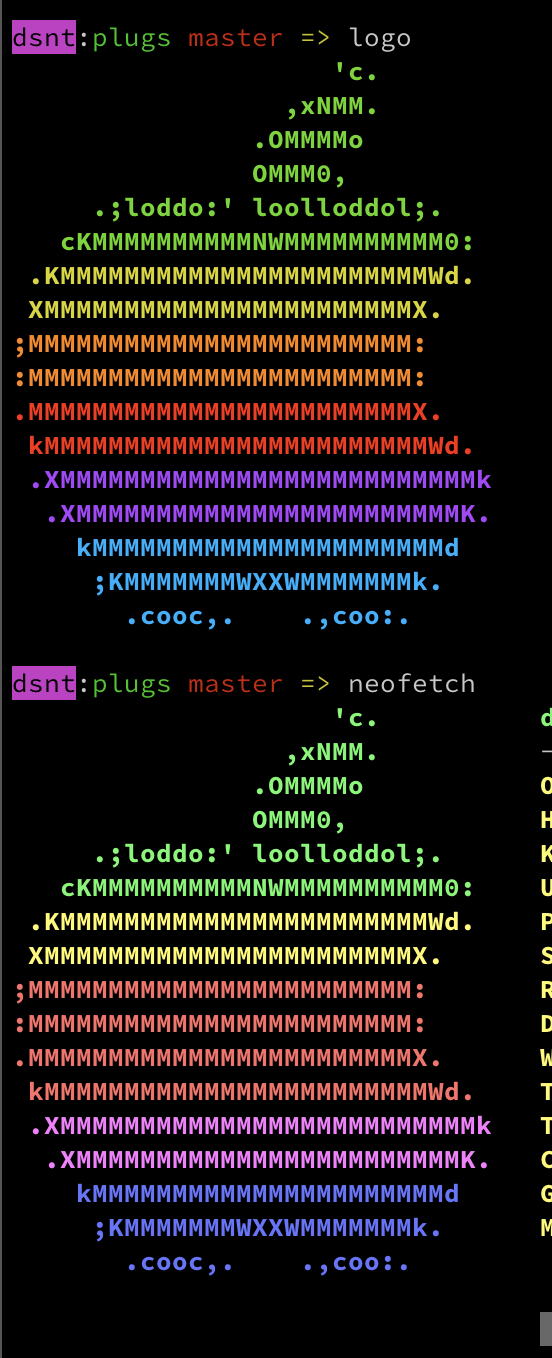 dsnt:plugs master => logo
                    'c.
                 ,xNMM.
               .OMMMMo
               OMMM0,
     .;loddo:' loolloddol;.
   cKMMMMMMMMMMNWMMMMMMMMMM0:
 .KMMMMMMMMMMMMMMMMMMMMMMMWd.
 XMMMMMMMMMMMMMMMMMMMMMMMX.
;MMMMMMMMMMMMMMMMMMMMMMMM:
:MMMMMMMMMMMMMMMMMMMMMMMM:
.MMMMMMMMMMMMMMMMMMMMMMMMX.
 kMMMMMMMMMMMMMMMMMMMMMMMMWd.
 .XMMMMMMMMMMMMMMMMMMMMMMMMMMk
  .XMMMMMMMMMMMMMMMMMMMMMMMMK.
    kMMMMMMMMMMMMMMMMMMMMMMd
     ;KMMMMMMMWXXWMMMMMMMk.
       .cooc,.    .,coo:.
dsnt:plugs master => neofetch
                    'c.           d
                 ,xNMM.           -
               .OMMMMo            O
               OMMM0,             H
     .;loddo:' loolloddol;.       K
   cKMMMMMMMMMMNWMMMMMMMMMM0:     U
 .KMMMMMMMMMMMMMMMMMMMMMMMWd.     P
 XMMMMMMMMMMMMMMMMMMMMMMMX.       S
;MMMMMMMMMMMMMMMMMMMMMMMM:        R
:MMMMMMMMMMMMMMMMMMMMMMMM:        D
.MMMMMMMMMMMMMMMMMMMMMMMMX.       W
 kMMMMMMMMMMMMMMMMMMMMMMMMWd.     T
 .XMMMMMMMMMMMMMMMMMMMMMMMMMMk    T
  .XMMMMMMMMMMMMMMMMMMMMMMMMK.    C
    kMMMMMMMMMMMMMMMMMMMMMMd      G
     ;KMMMMMMMWXXWMMMMMMMk.       M
       .cooc,.    .,coo:.